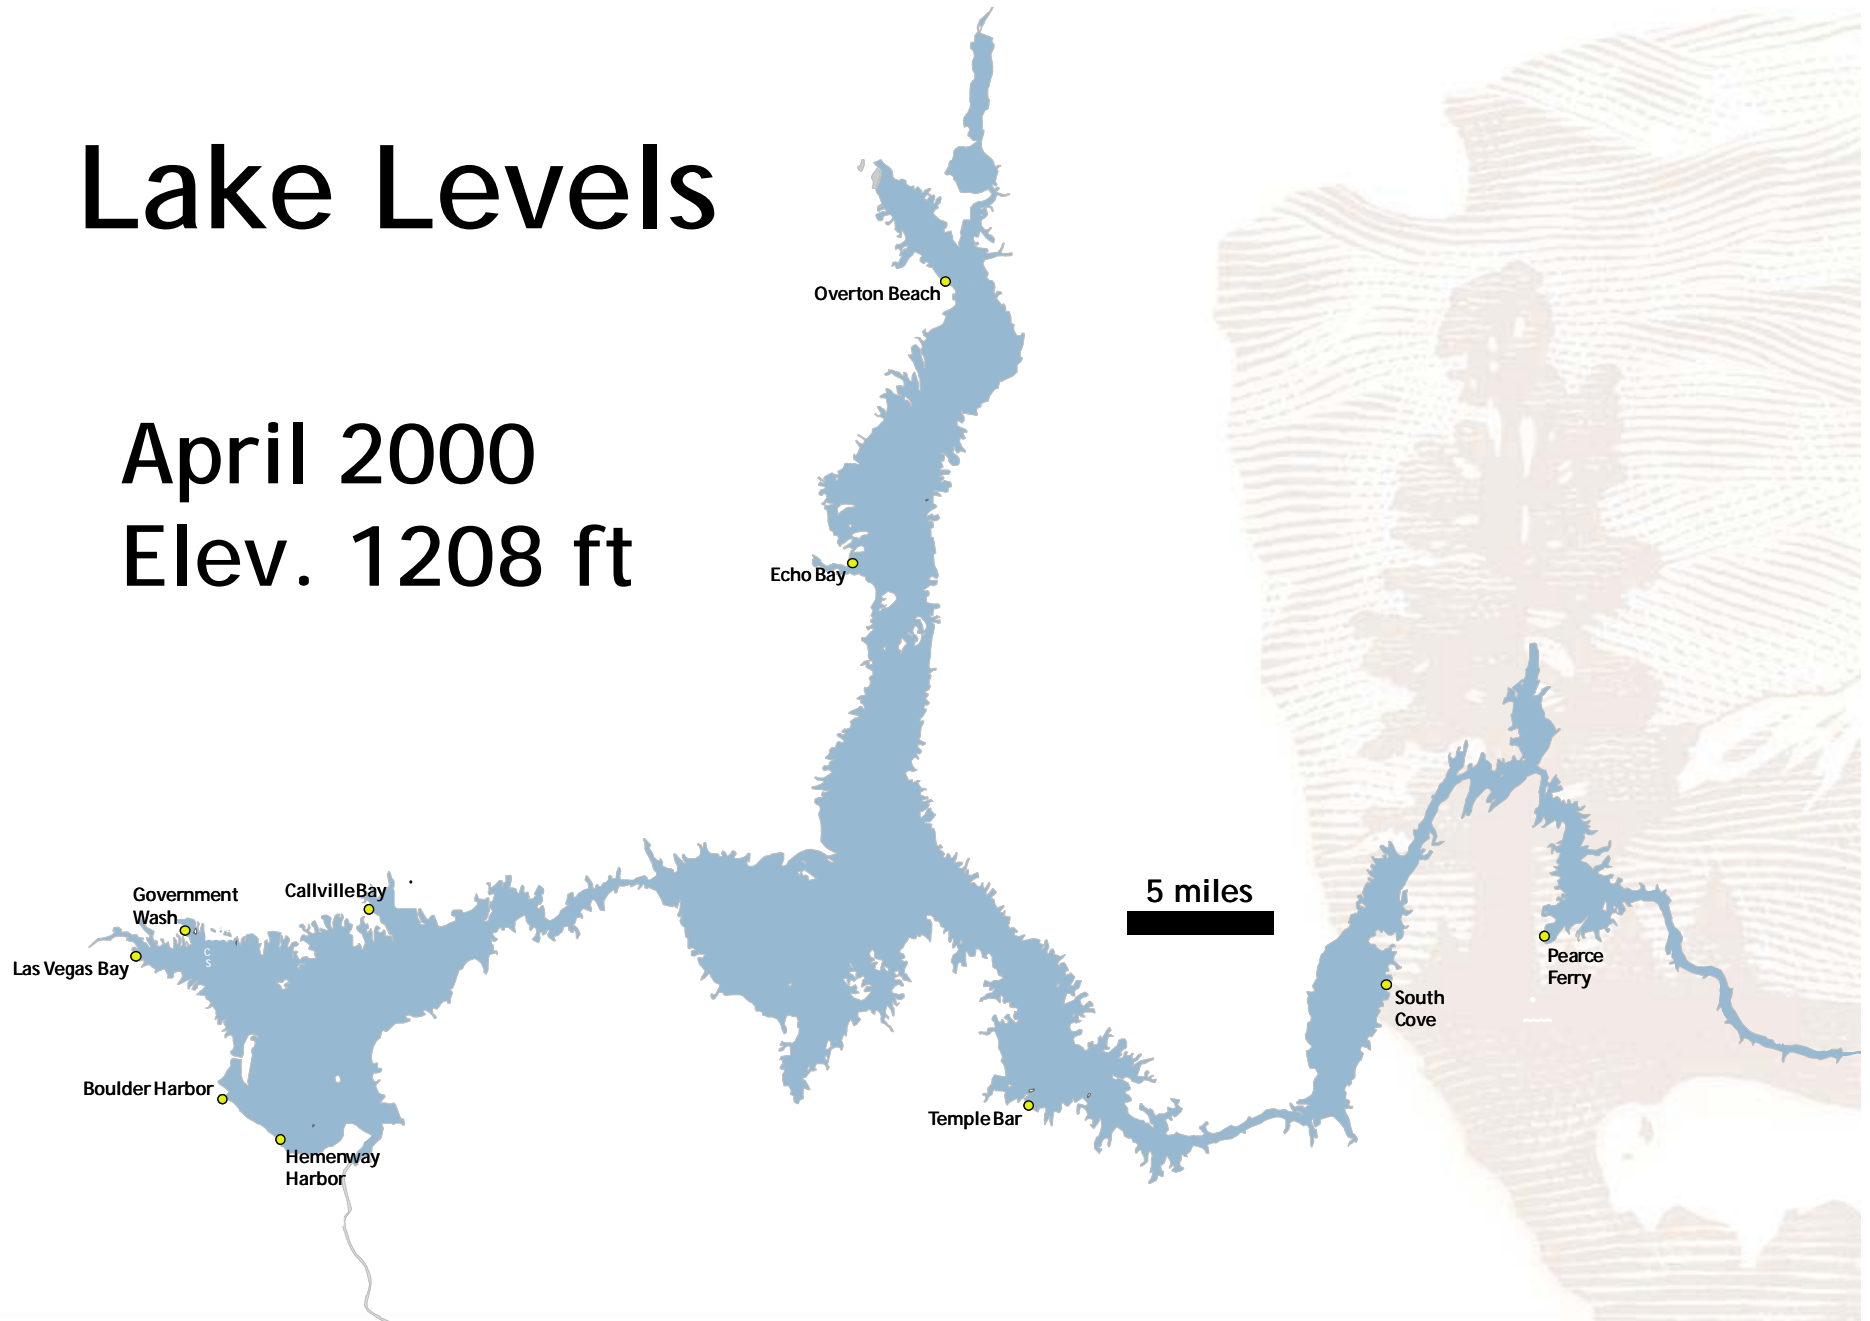 Lake Levels
April 2000
Elev. 1208 ft
Overton Beach
Echo Bay
5 miles
Government
Wash
Callville Bay
Las Vegas Bay
C
S
Pearce
Ferry
South
Cove
Boulder Harbor
Temple Bar
Hemenway
Harbor